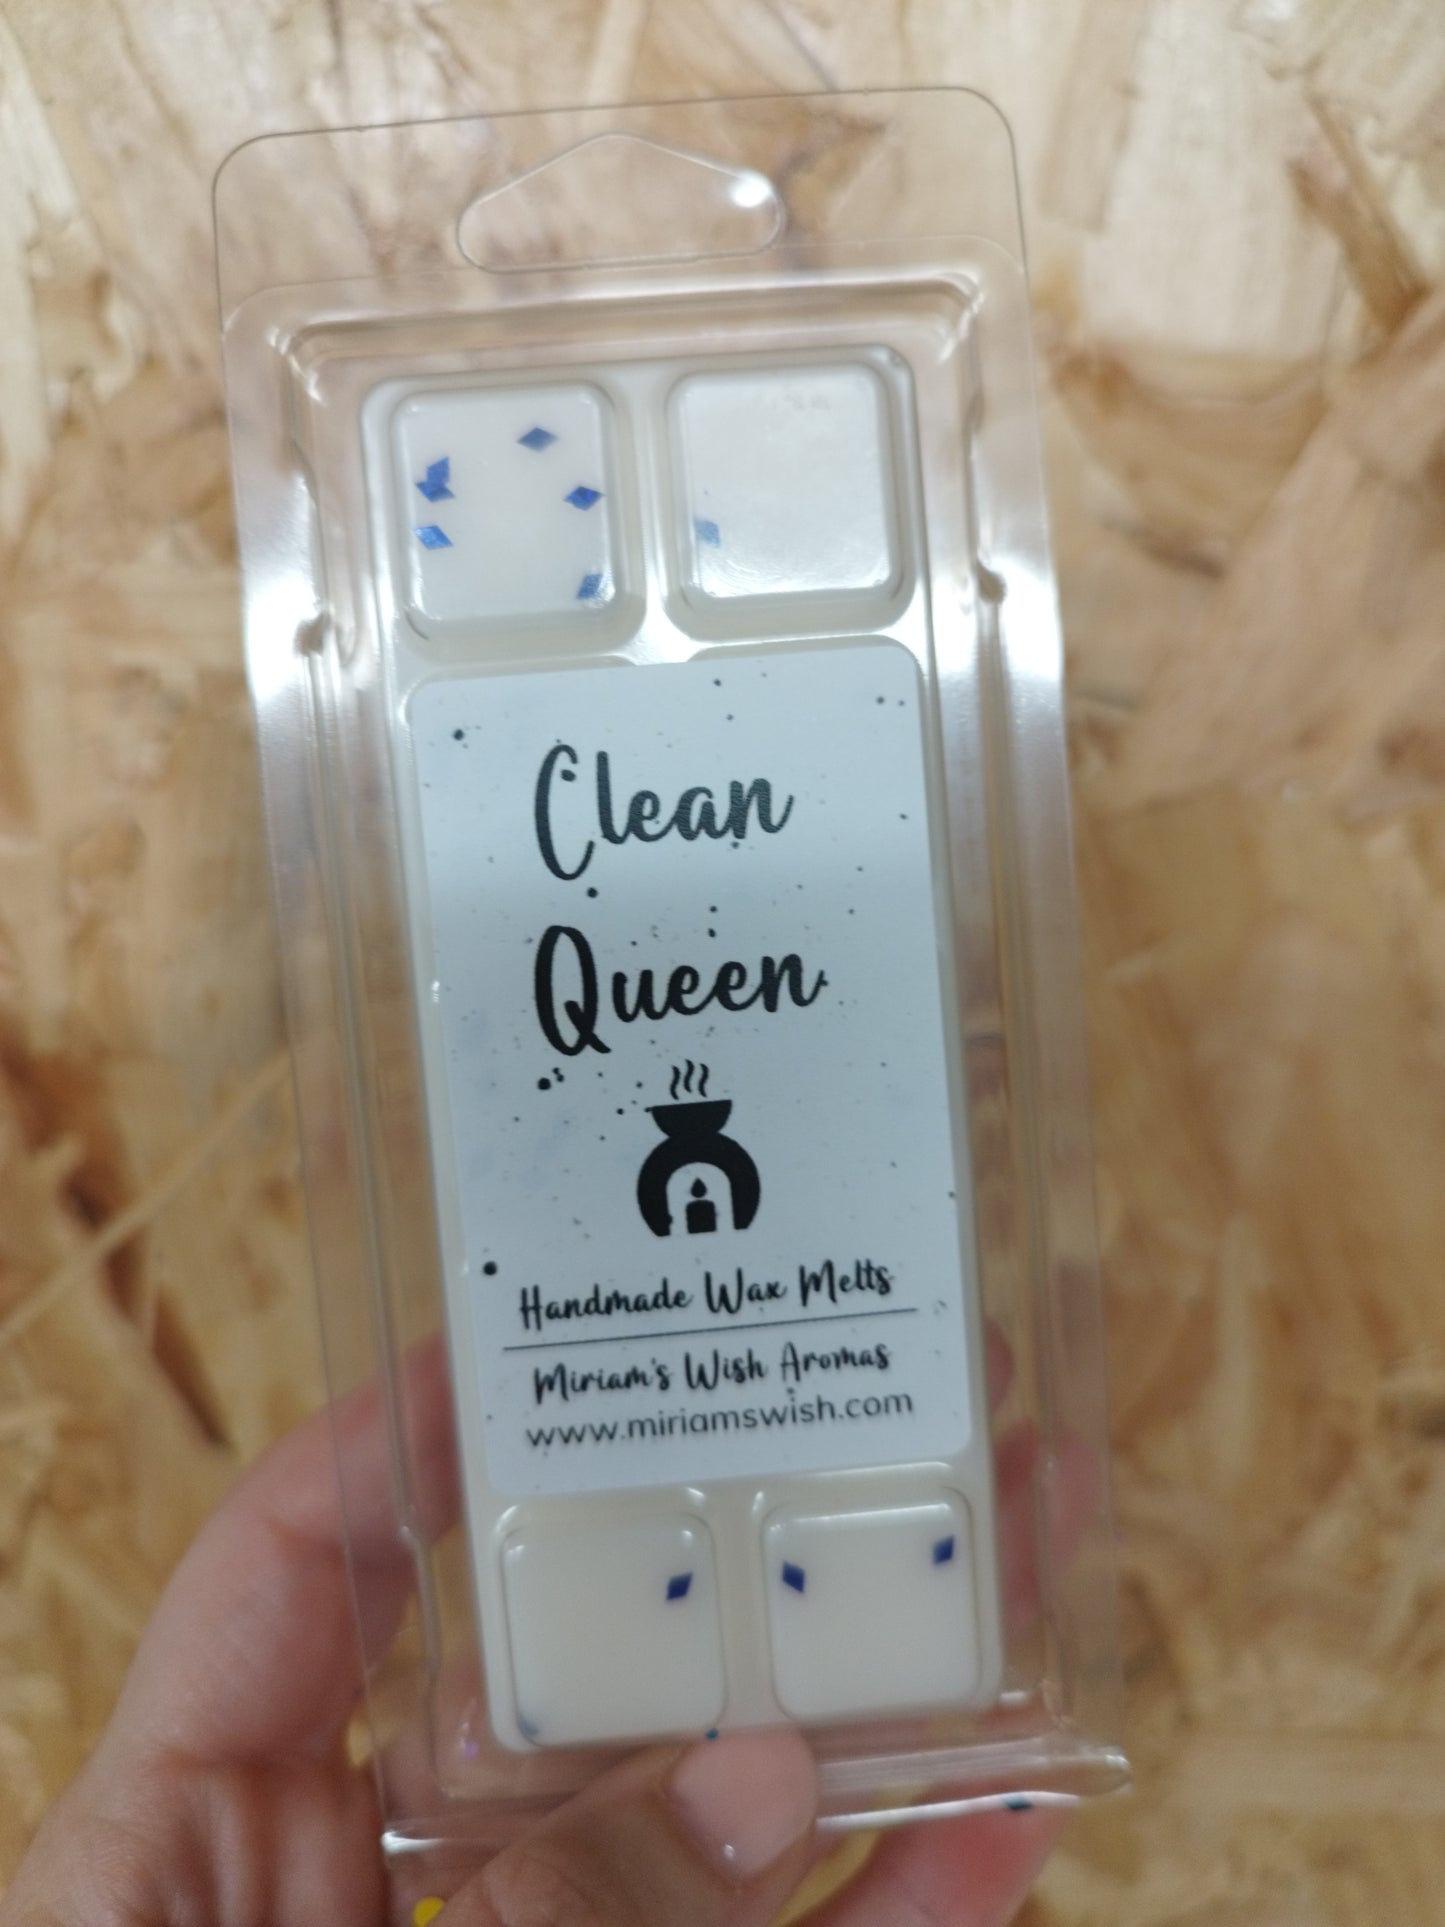 Clean
Queen
Handmade Wax Melts
Miriam's Wish Aromas
www.miriamswish.com